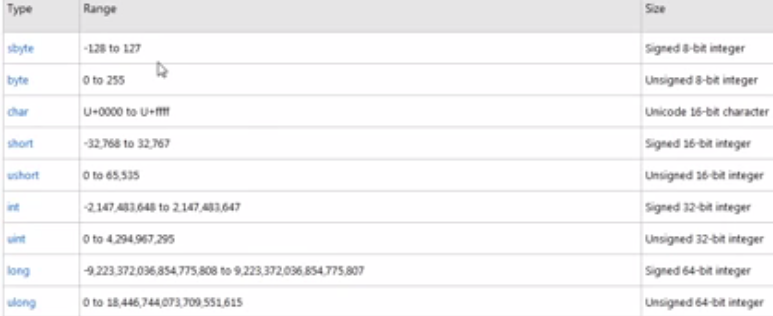 Type Range Size
sbyte -128 to 127 Signed 8-bit integer
byte 0 to 255 Unsigned 8-bit integer
char U+0000 to U+ffff Unicode 16-bit character
short -32,768 to 32,767 Signed 16-bit integer
ushort 0 to 65,535 Unsigned 16-bit integer
int -2,147,483,648 to 2,147,483,647 Signed 32-bit integer
uint 0 to 4,294,967,295 Unsigned 32-bit integer
long -9,223,372,036,854,775,808 to 9,223,372,036,854,775,807 Signed 64-bit integer
ulong 0 to 18,446,744,073,709,551,615 Unsigned 64-bit integer